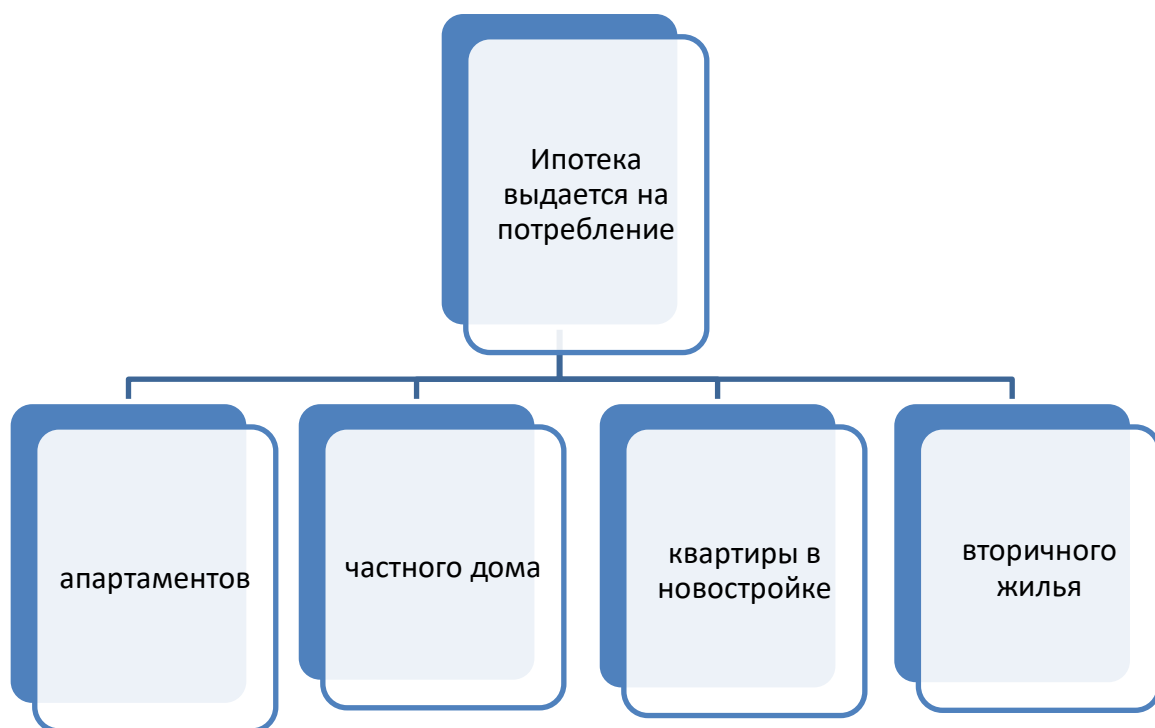 Ипотека
выдается на
потребление
апартаментов
частного дома
квартиры в
новостройке
вторичного
жилья